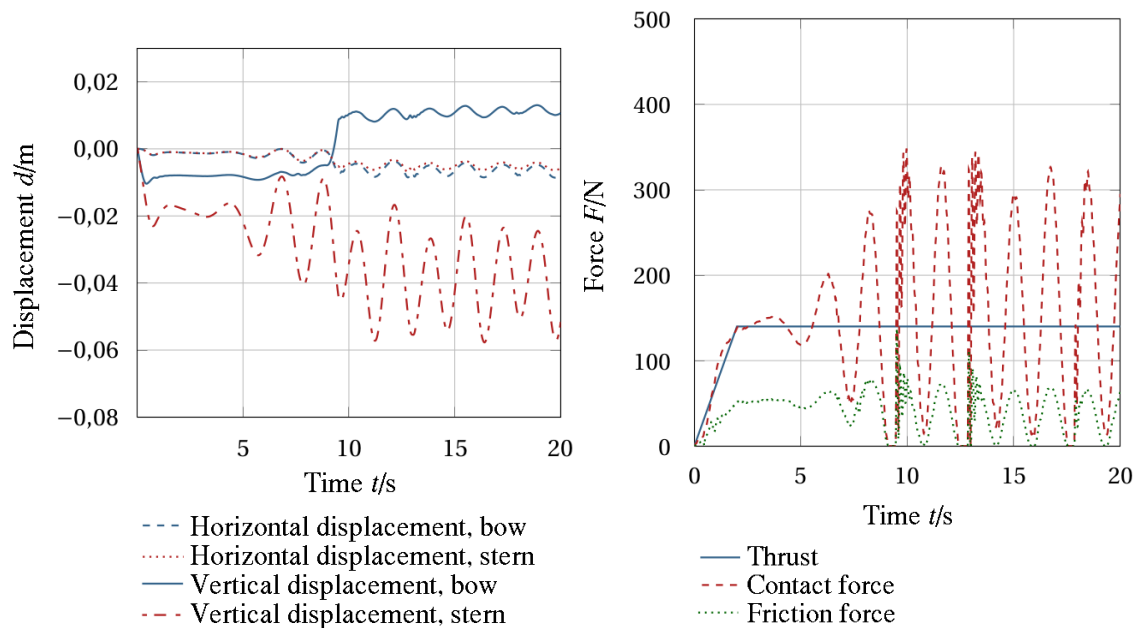 0,02
0,00
−0,02
−0,04
−0,06
−0,08
Displacement d/m
5
10
15
20
Time t/s
Horizontal displacement, bow
Horizontal displacement, stern
Vertical displacement, bow
Vertical displacement, stern
500
400
300
200
100
0
Force F/N
0
5
10
15
20
Time t/s
Thrust
Contact force
Friction force